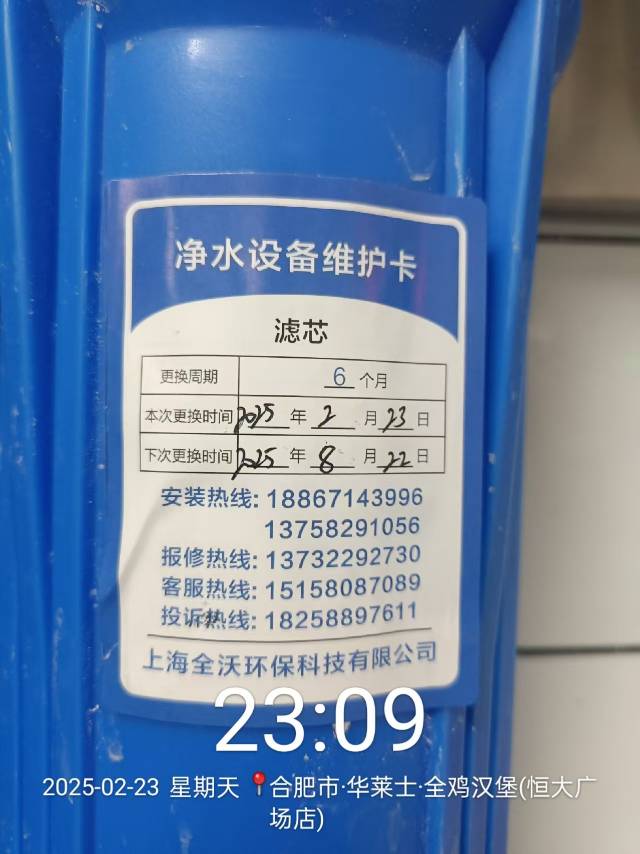 净水设备维护卡
滤芯
更换周期 6 个月
本次更换时间 2025 年 2 月 23 日
下次更换时间 2025 年 8 月 22 日
安装热线: 18867143996
13758291056
报修热线: 13732292730
客服热线: 15158087089
投诉热线: 18258897611
上海全沃环保科技有限公司
23:09
2025-02-23 星期天 📍合肥市·华莱士·全鸡汉堡(恒大广
场店)